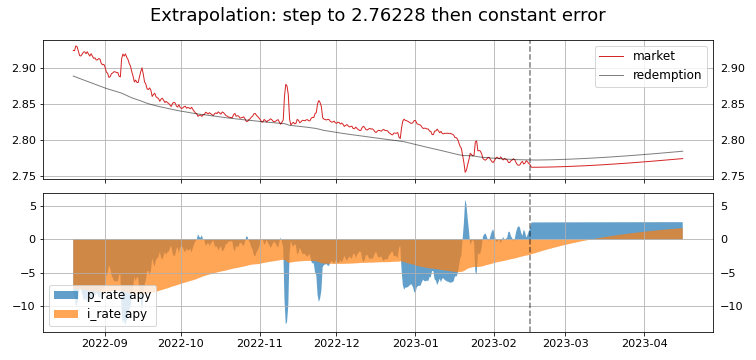 Extrapolation: step to 2.76228 then constant error
2.90
2.85
2.80
2.75
market
redemption
2.90
2.85
2.80
2.75
5
0
−5
−10
p_rate apy
i_rate apy
5
0
−5
−10
2022-09 2022-10 2022-11 2022-12 2023-01 2023-02 2023-03 2023-04